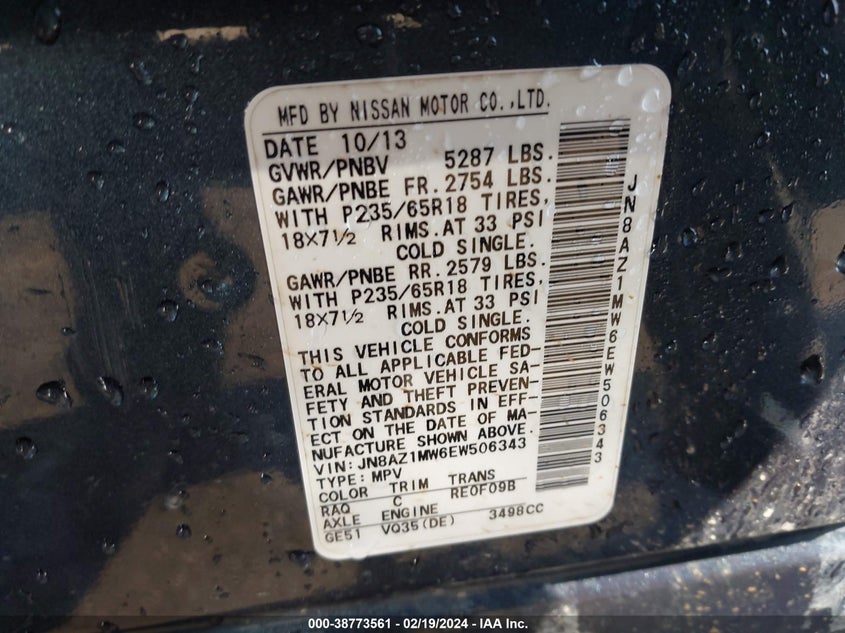 MFD BY NISSAN MOTOR CO.,LTD.
DATE 10/13
GVWR/PNBV 5287 LBS.
GAWR/PNBE FR. 2754 LBS.
WITH P235/65R18 TIRES,
18X7½ RIMS.AT 33 PSI
COLD SINGLE.
GAWR/PNBE RR. 2579 LBS.
WITH P235/65R18 TIRES,
18X7½ RIMS.AT 33 PSI
COLD SINGLE.
THIS VEHICLE CONFORMS
TO ALL APPLICABLE FED-
ERAL MOTOR VEHICLE SA-
FETY AND THEFT PREVEN-
TION STANDARDS IN EFF-
ECT ON THE DATE OF MA-
NUFACTURE SHOWN ABOVE.
VIN: JN8AZ1MW6EW506343
TYPE: MPV
COLOR TRIM TRANS
RAQ C RE0F09B
AXLE ENGINE
GE51 VQ35(DE) 3498CC
JN8AZ1MW6EW506343
000-38773561 - 02/19/2024 - IAA Inc.